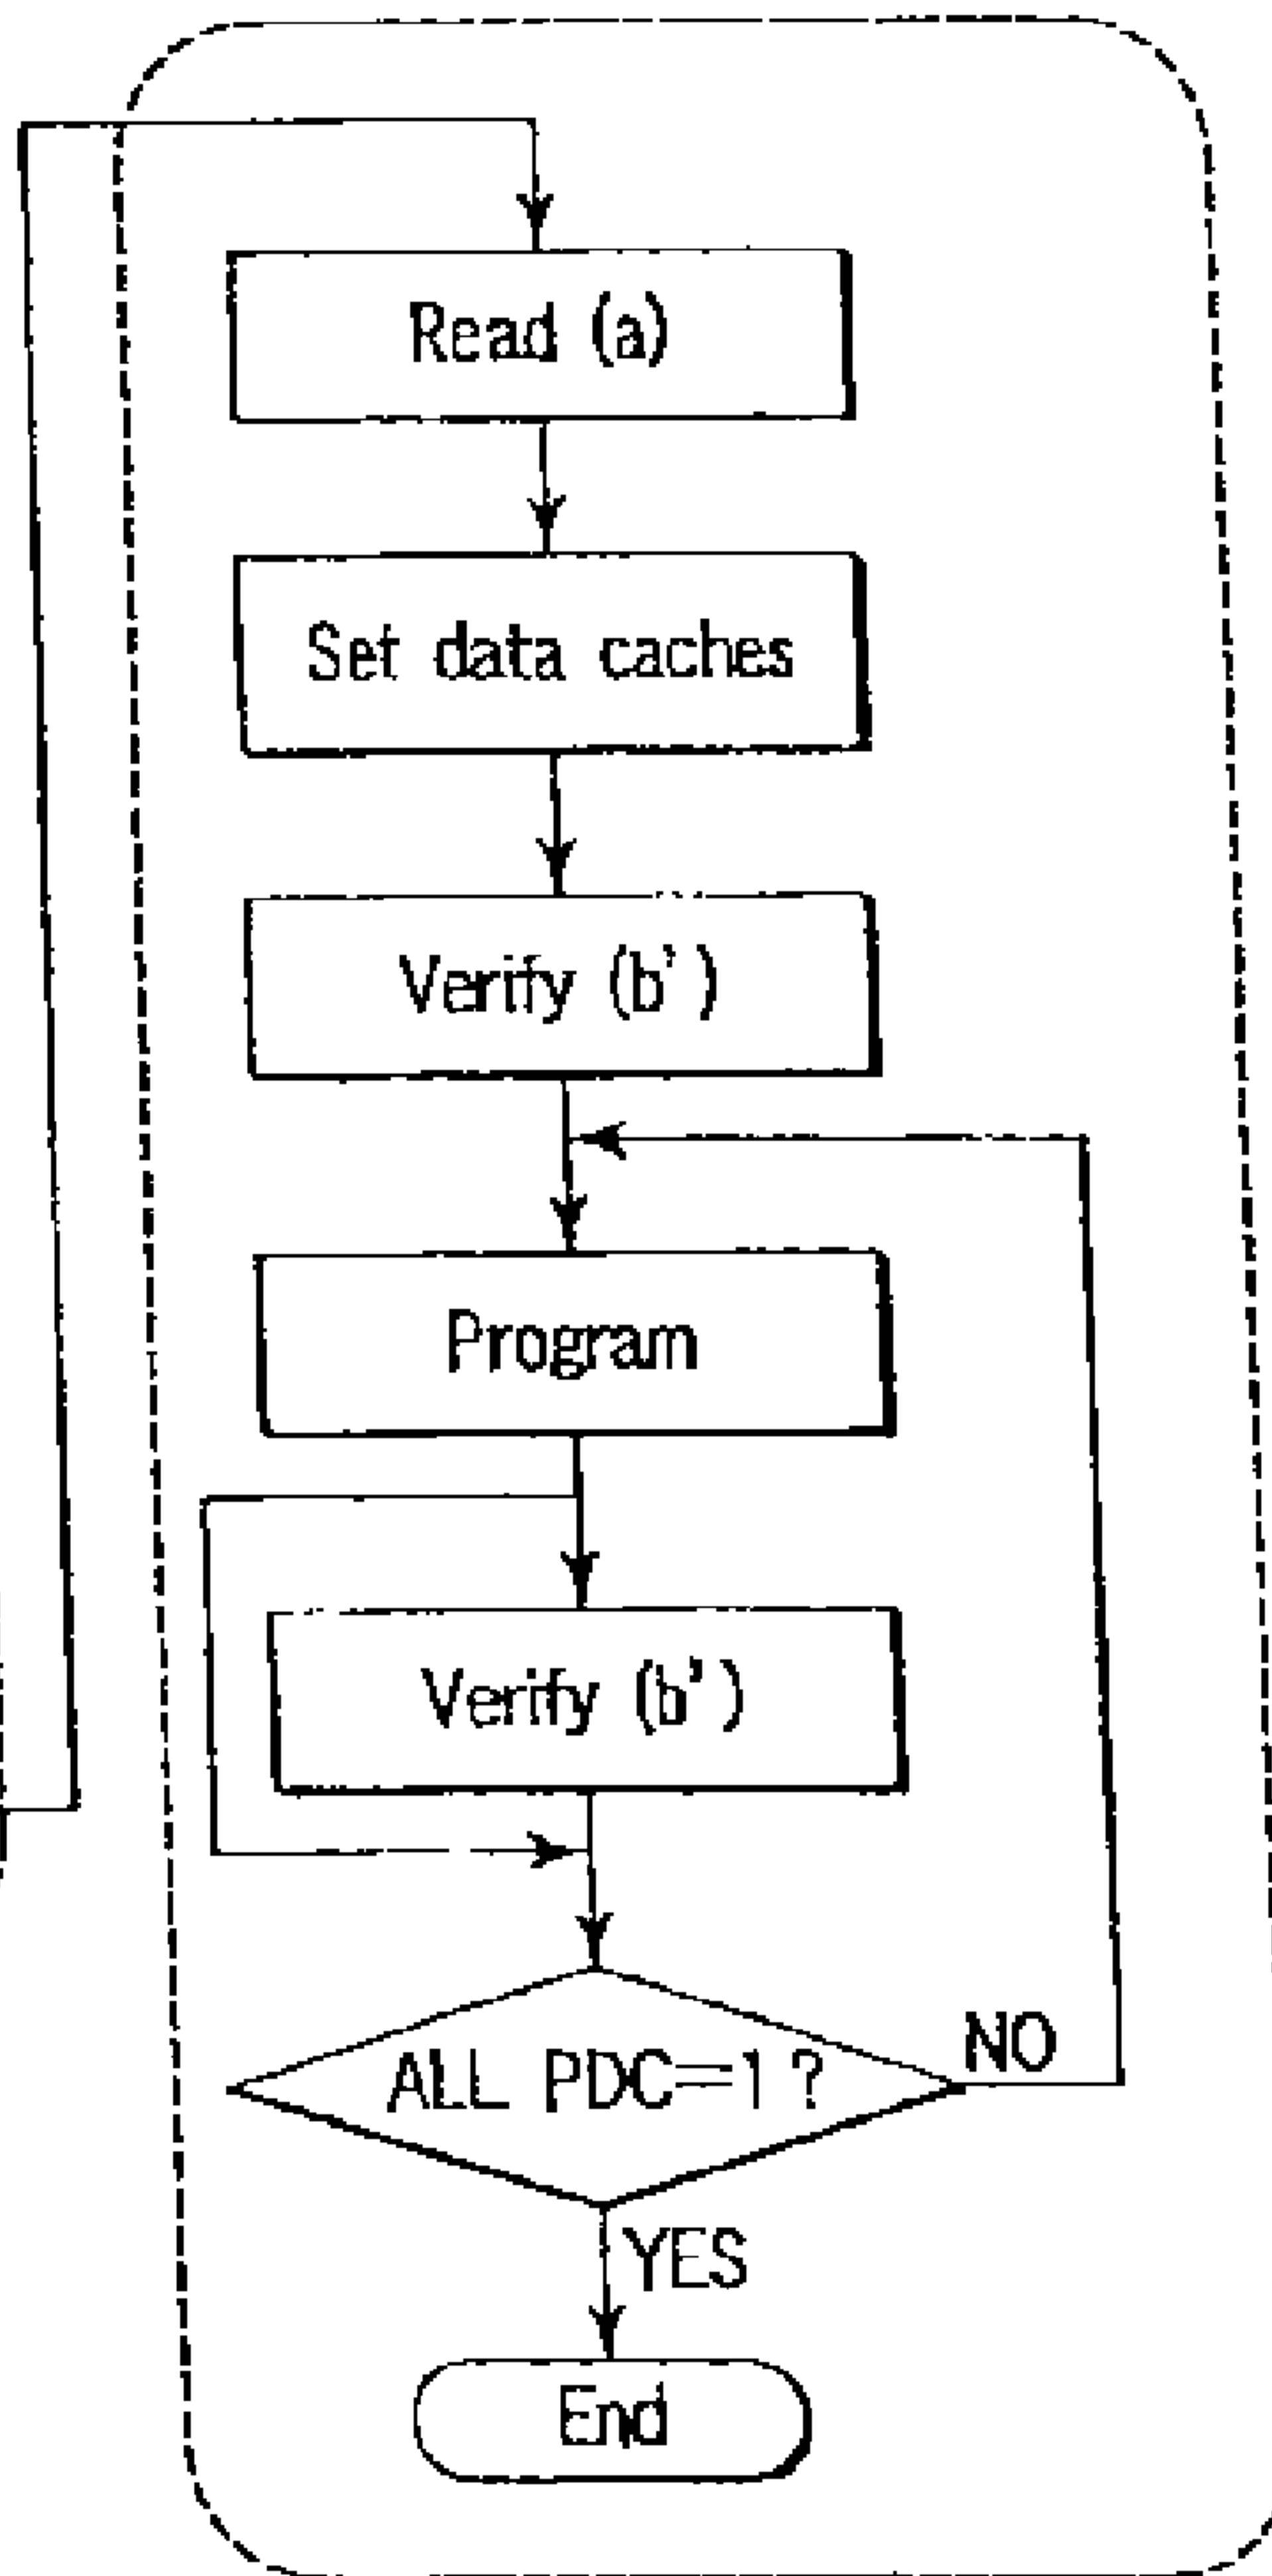 Read (a)
Set data caches
Verify (b')
Program
Verify (b')
ALL PDC=1 ?
NO
YES
End